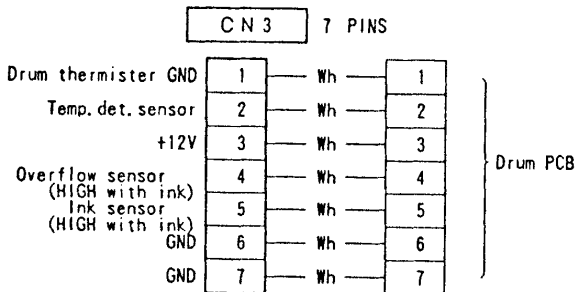 CN3 7 PINS
Drum thermister GND 1 Wh 1
Temp. det. sensor 2 Wh 2
+12V 3 Wh 3
Overflow sensor
(HIGH with ink) 4 Wh 4
Drum PCB
Ink sensor
(HIGH with ink) 5 Wh 5
GND 6 Wh 6
GND 7 Wh 7